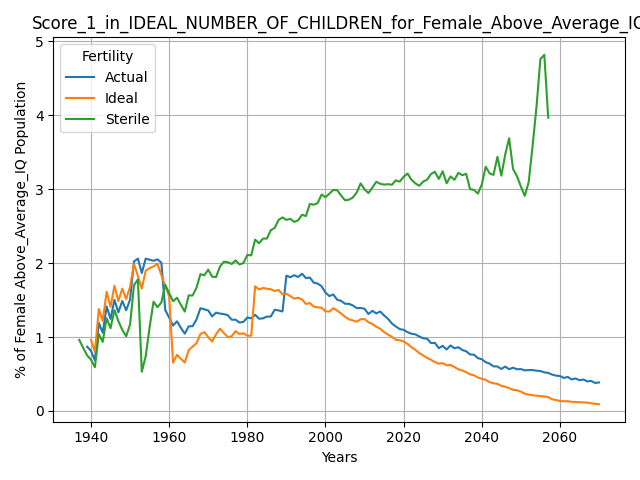 Score_1_in_IDEAL_NUMBER_OF_CHILDREN_for_Female_Above_Average_IQ
Fertility
Actual
Ideal
Sterile
% of Female Above_Average_IQ Population
5
4
3
2
1
0
1940 1960 1980 2000 2020 2040 2060
Years